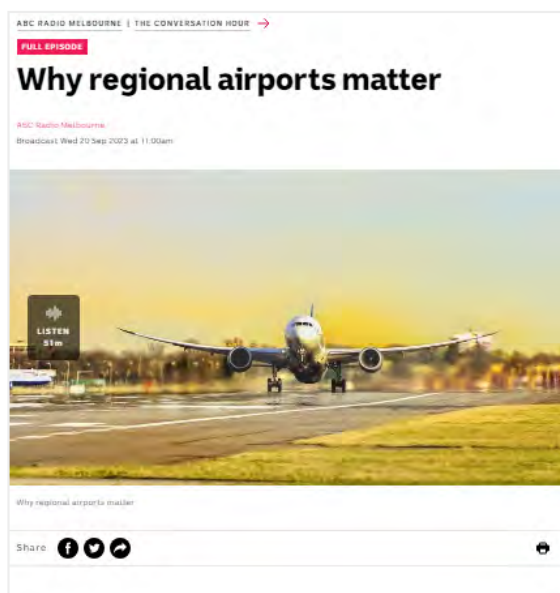 ABC RADIO MELBOURNE | THE CONVERSATION HOUR
FULL EPISODE
Why regional airports matter
ABC Radio Melbourne
Broadcast Wed 20 Sep 2023 at 11:00am
LISTEN
51m
Why regional airports matter
Share